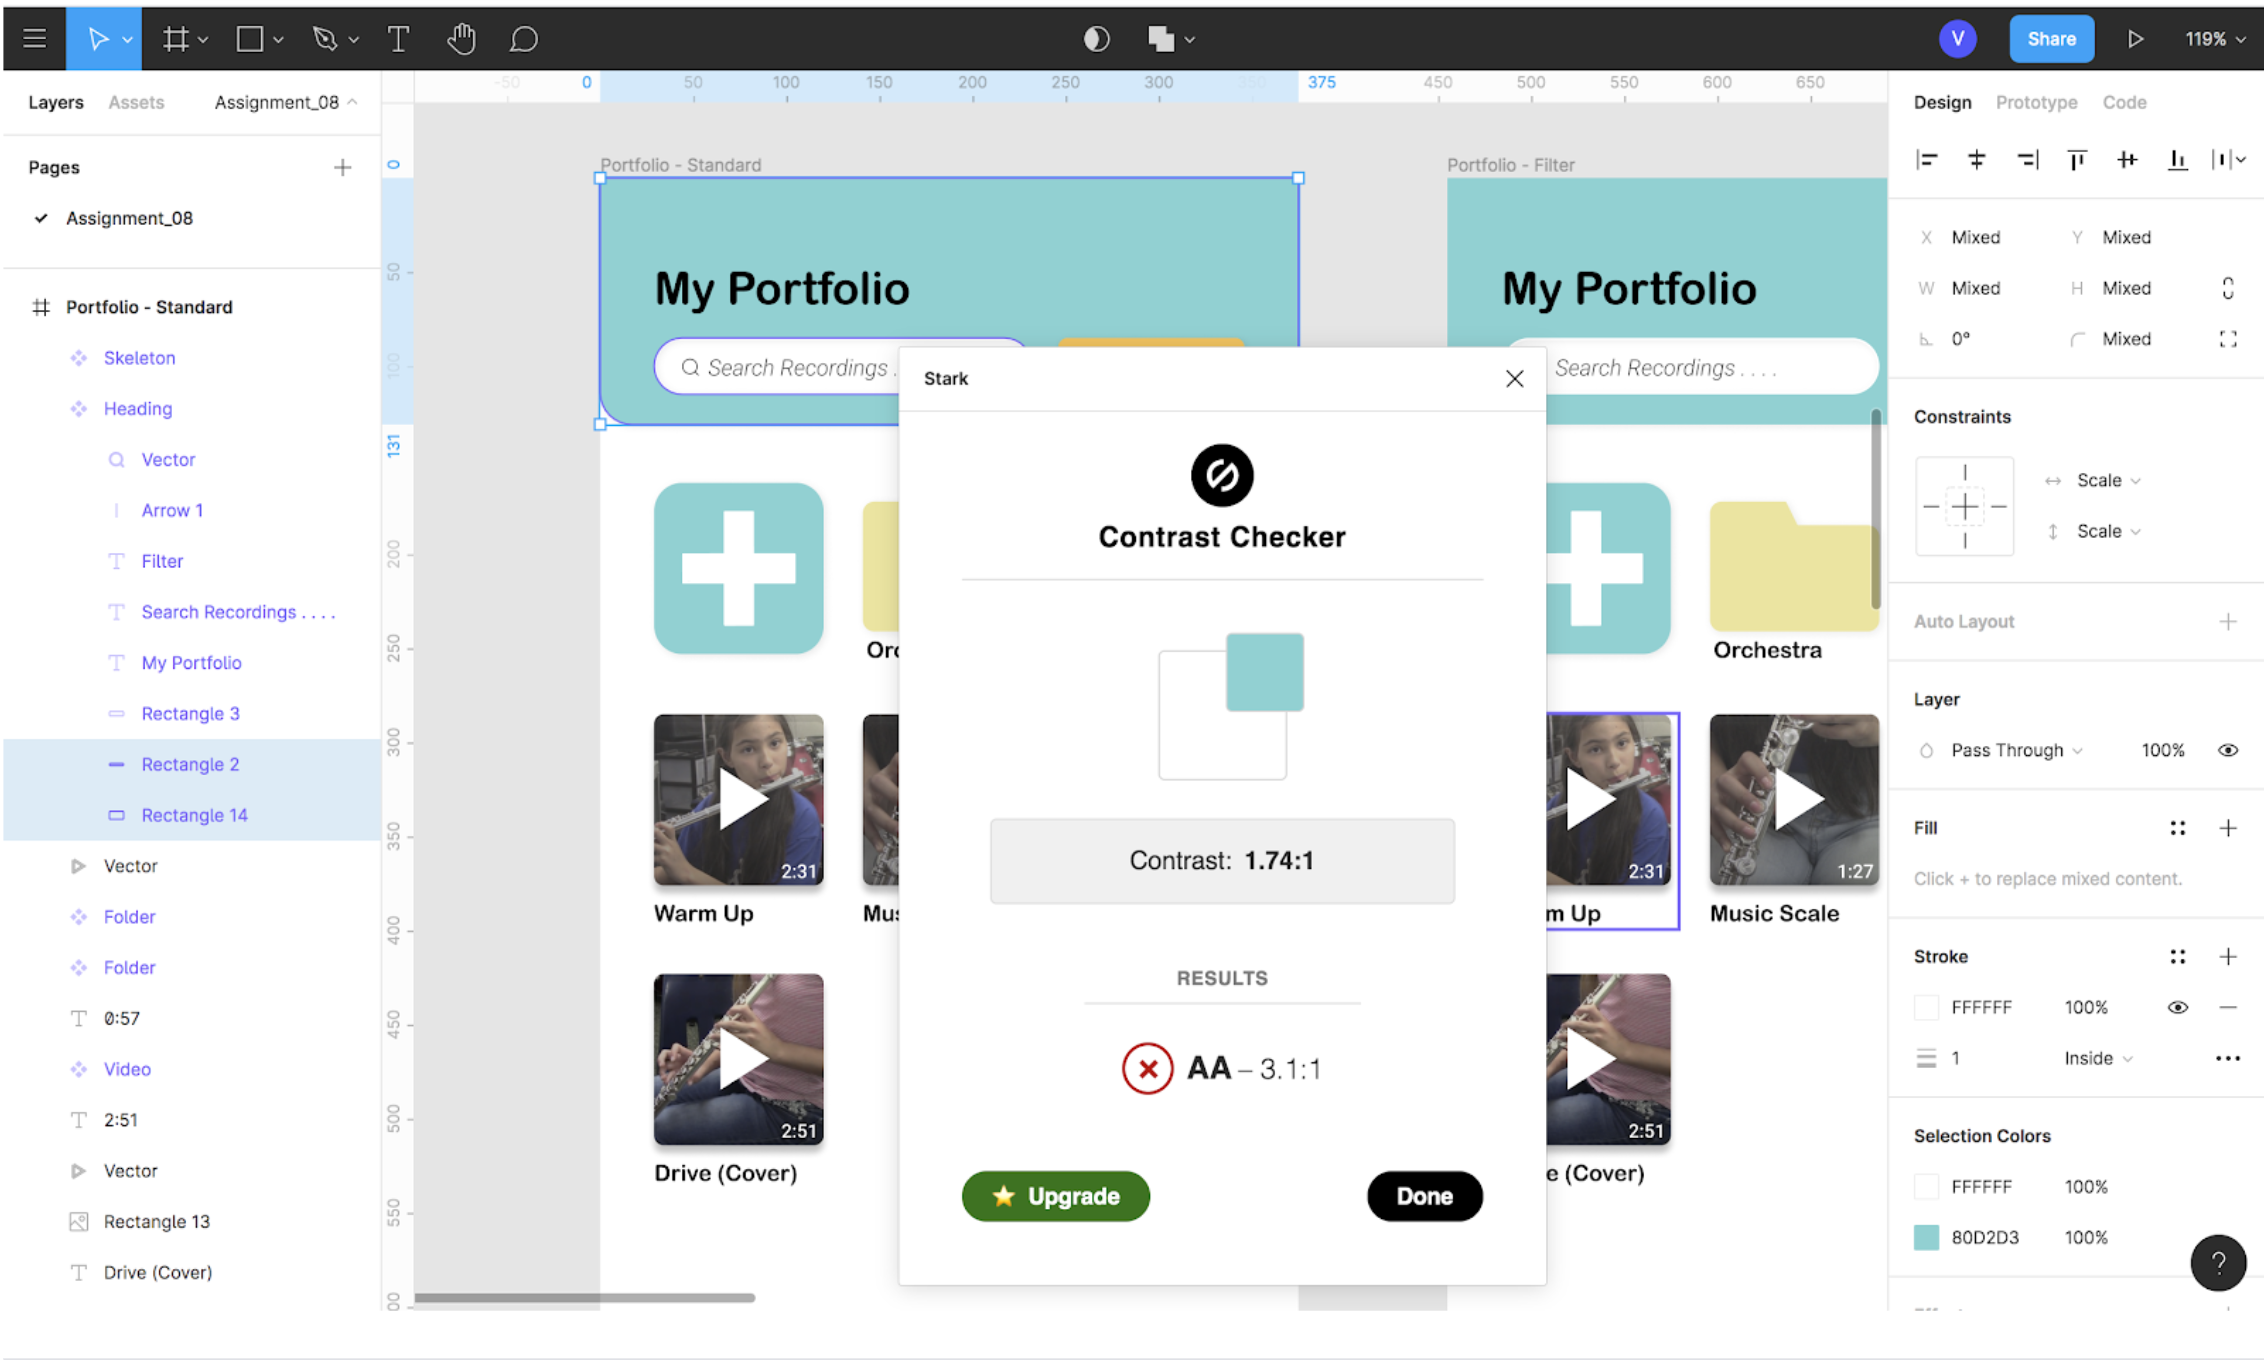 V
Share
119%
Layers
Assets
Assignment_08
Pages
Assignment_08
Portfolio - Standard
Skeleton
Heading
Vector
Arrow 1
Filter
Search Recordings . . . .
My Portfolio
Rectangle 3
Rectangle 2
Rectangle 14
Vector
Folder
Folder
0:57
Video
2:51
Vector
Rectangle 13
Drive (Cover)
-50 0 50 100 150 200 250 300 350 375 450 500 550 600 650
0
50
100
131
200
250
300
350
400
450
500
550
00
Portfolio - Standard
My Portfolio
Search Recordings .
Orc
2:31
Warm Up
Mus
2:51
Drive (Cover)
Portfolio - Filter
My Portfolio
Search Recordings . . . .
Orchestra
2:31
1:27
m Up
Music Scale
2:51
e (Cover)
Stark
Contrast Checker
Contrast: 1.74:1
RESULTS
AA – 3.1:1
Upgrade
Done
Design
Prototype
Code
X Mixed Y Mixed
W Mixed H Mixed
0° Mixed
Constraints
Scale
Scale
Auto Layout
Layer
Pass Through 100%
Fill
Click + to replace mixed content.
Stroke
FFFFFF 100%
1 Inside
Selection Colors
FFFFFF 100%
80D2D3 100%
?